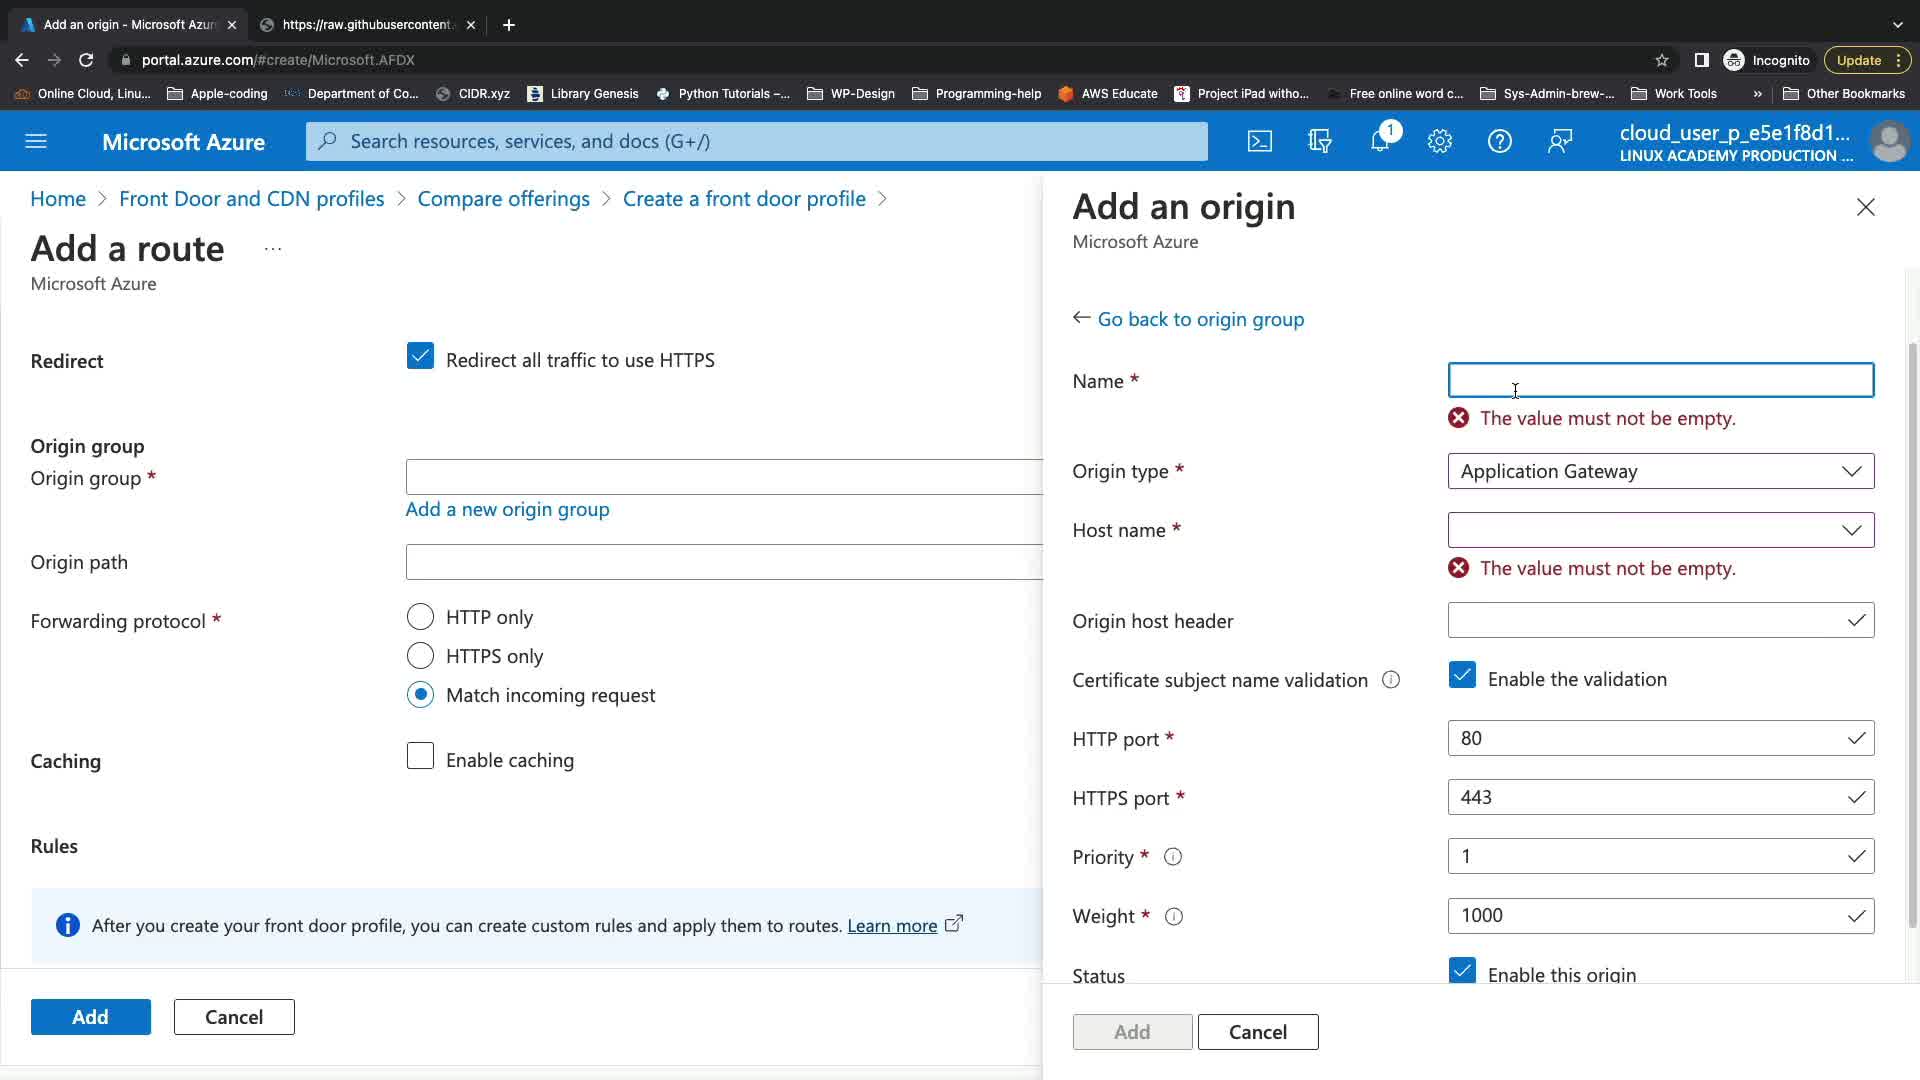 Add an origin - Microsoft Azur
https://raw.githubusercontent.
portal.azure.com/#create/Microsoft.AFDX
Incognito
Update
Online Cloud, Linu...
Apple-coding
Department of Co...
CIDR.xyz
Library Genesis
Python Tutorials –...
WP-Design
Programming-help
AWS Educate
Project iPad witho...
Free online word c...
Sys-Admin-brew-...
Work Tools
»
Other Bookmarks
Microsoft Azure
Search resources, services, and docs (G+/)
1
cloud_user_p_e5e1f8d1...
LINUX ACADEMY PRODUCTION ...
Home > Front Door and CDN profiles > Compare offerings > Create a front door profile >
Add a route ...
Microsoft Azure
Redirect
Redirect all traffic to use HTTPS
Origin group
Origin group *
Add a new origin group
Origin path
Forwarding protocol *
HTTP only
HTTPS only
Match incoming request
Caching
Enable caching
Rules
After you create your front door profile, you can create custom rules and apply them to routes. Learn more
Add
Cancel
Add an origin
Microsoft Azure
Go back to origin group
Name *
The value must not be empty.
Origin type *
Application Gateway
Host name *
The value must not be empty.
Origin host header
Certificate subject name validation
Enable the validation
HTTP port *
80
HTTPS port *
443
Priority *
1
Weight *
1000
Status
Enable this origin
Add
Cancel